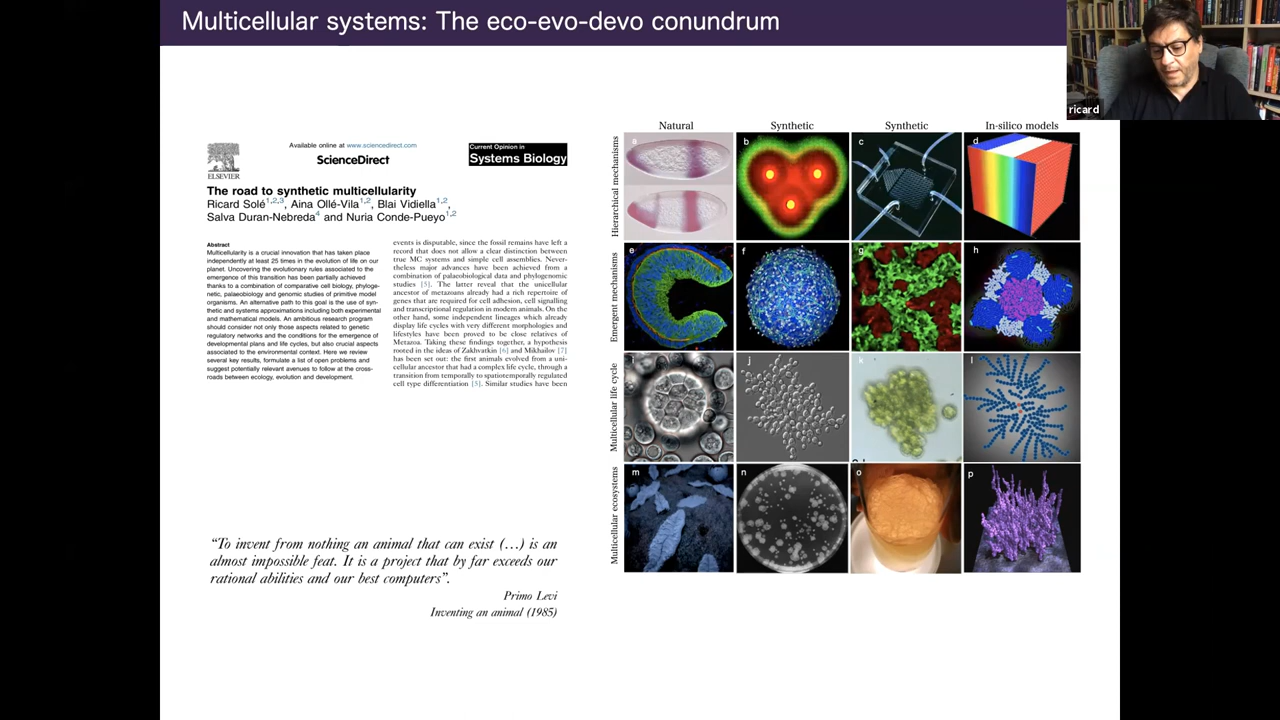 Multicellular systems: The eco-evo-devo conundrum
ricard
Available online at www.sciencedirect.com
ScienceDirect
ELSEVIER
Current Opinion in
Systems Biology
The road to synthetic multicellularity
Ricard Solé1,2,3, Aina Ollé-Vila1,2, Blai Vidiella1,2,
Salva Duran-Nebreda4 and Nuria Conde-Pueyo1,2
Abstract
Multicellularity is a crucial innovation that has taken place
independently at least 25 times in the evolution of life on our
planet. Uncovering the evolutionary rules associated to the
emergence of this transition has been partially achieved
thanks to a combination of comparative cell biology, phyloge-
netic, palaeobiology and genomic studies of primitive model
organisms. An alternative path to this goal is the use of syn-
thetic and systems approximations including both experimental
and mathematical models. An ambitious research program
should consider not only those aspects related to genetic
regulatory networks and the conditions for the emergence of
developmental plans and life cycles, but also crucial aspects
associated to the environmental context. Here we review
several key results, formulate a list of open problems and
suggest potentially relevant avenues to follow at the cross-
roads between ecology, evolution and development.
events is disputable, since the fossil remains have left a
record that does not allow a clear distinction between
true MC systems and simple cell assemblies. Never-
theless major advances have been achieved from a
combination of palaeobiological data and phylogenomic
studies [5]. The latter reveal that the unicellular
ancestor of metazoans already had a rich repertoire of
genes that are required for cell adhesion, cell signalling
and transcriptional regulation in modern animals. On the
other hand, some independent lineages which already
display life cycles with very different morphologies and
lifestyles have been proved to be close relatives of
Metazoa. Taking these findings together, a hypothesis
rooted in the ideas of Zakhvatkin [6] and Mikhailov [7]
has been set out: the first animals evolved from a uni-
cellular ancestor that had a complex life cycle, through a
transition from temporally to spatiotemporally regulated
cell type differentiation [5]. Similar studies have been
“To invent from nothing an animal that can exist (…) is an
almost impossible feat. It is a project that by far exceeds our
rational abilities and our best computers”.
Primo Levi
Inventing an animal (1985)
Natural Synthetic Synthetic In-silico models
Hierarchical mechanisms
a b c d
Emergent mechanisms
e f g h
Multicellular life cycle
i j k l
Multicellular ecosystems
m n o p